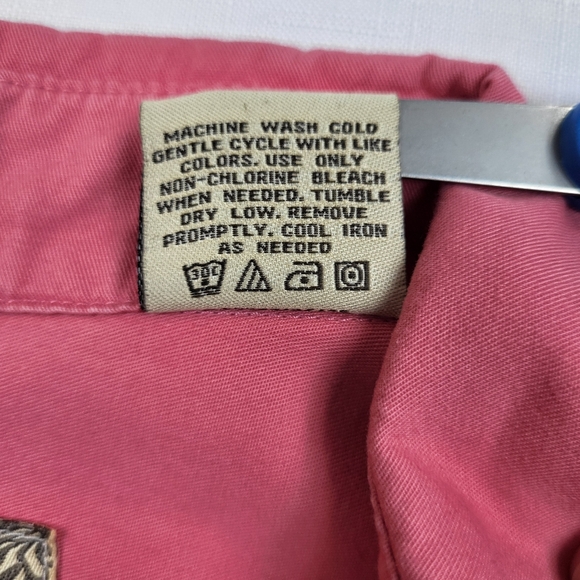 MACHINE WASH COLD
GENTLE CYCLE WITH LIKE
COLORS. USE ONLY
NON-CHLORINE BLEACH
WHEN NEEDED. TUMBLE
DRY LOW. REMOVE
PROMPTLY. COOL IRON
AS NEEDED
30C